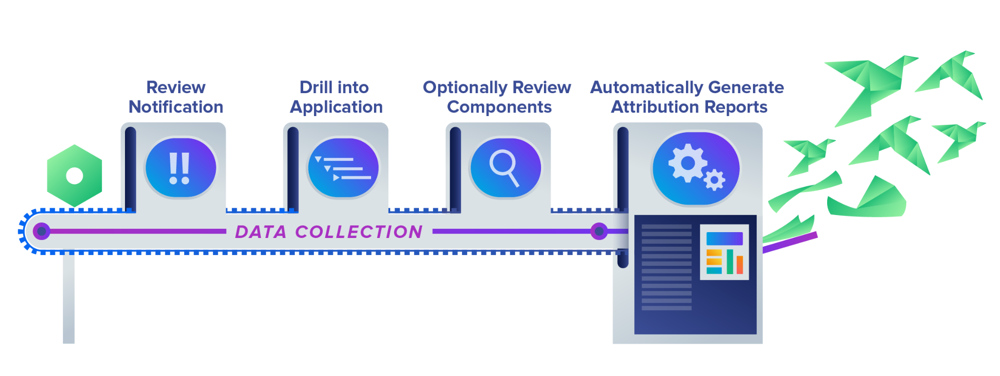 Review
Notification
Drill into
Application
Optionally Review
Components
Automatically Generate
Attribution Reports
!!
DATA COLLECTION